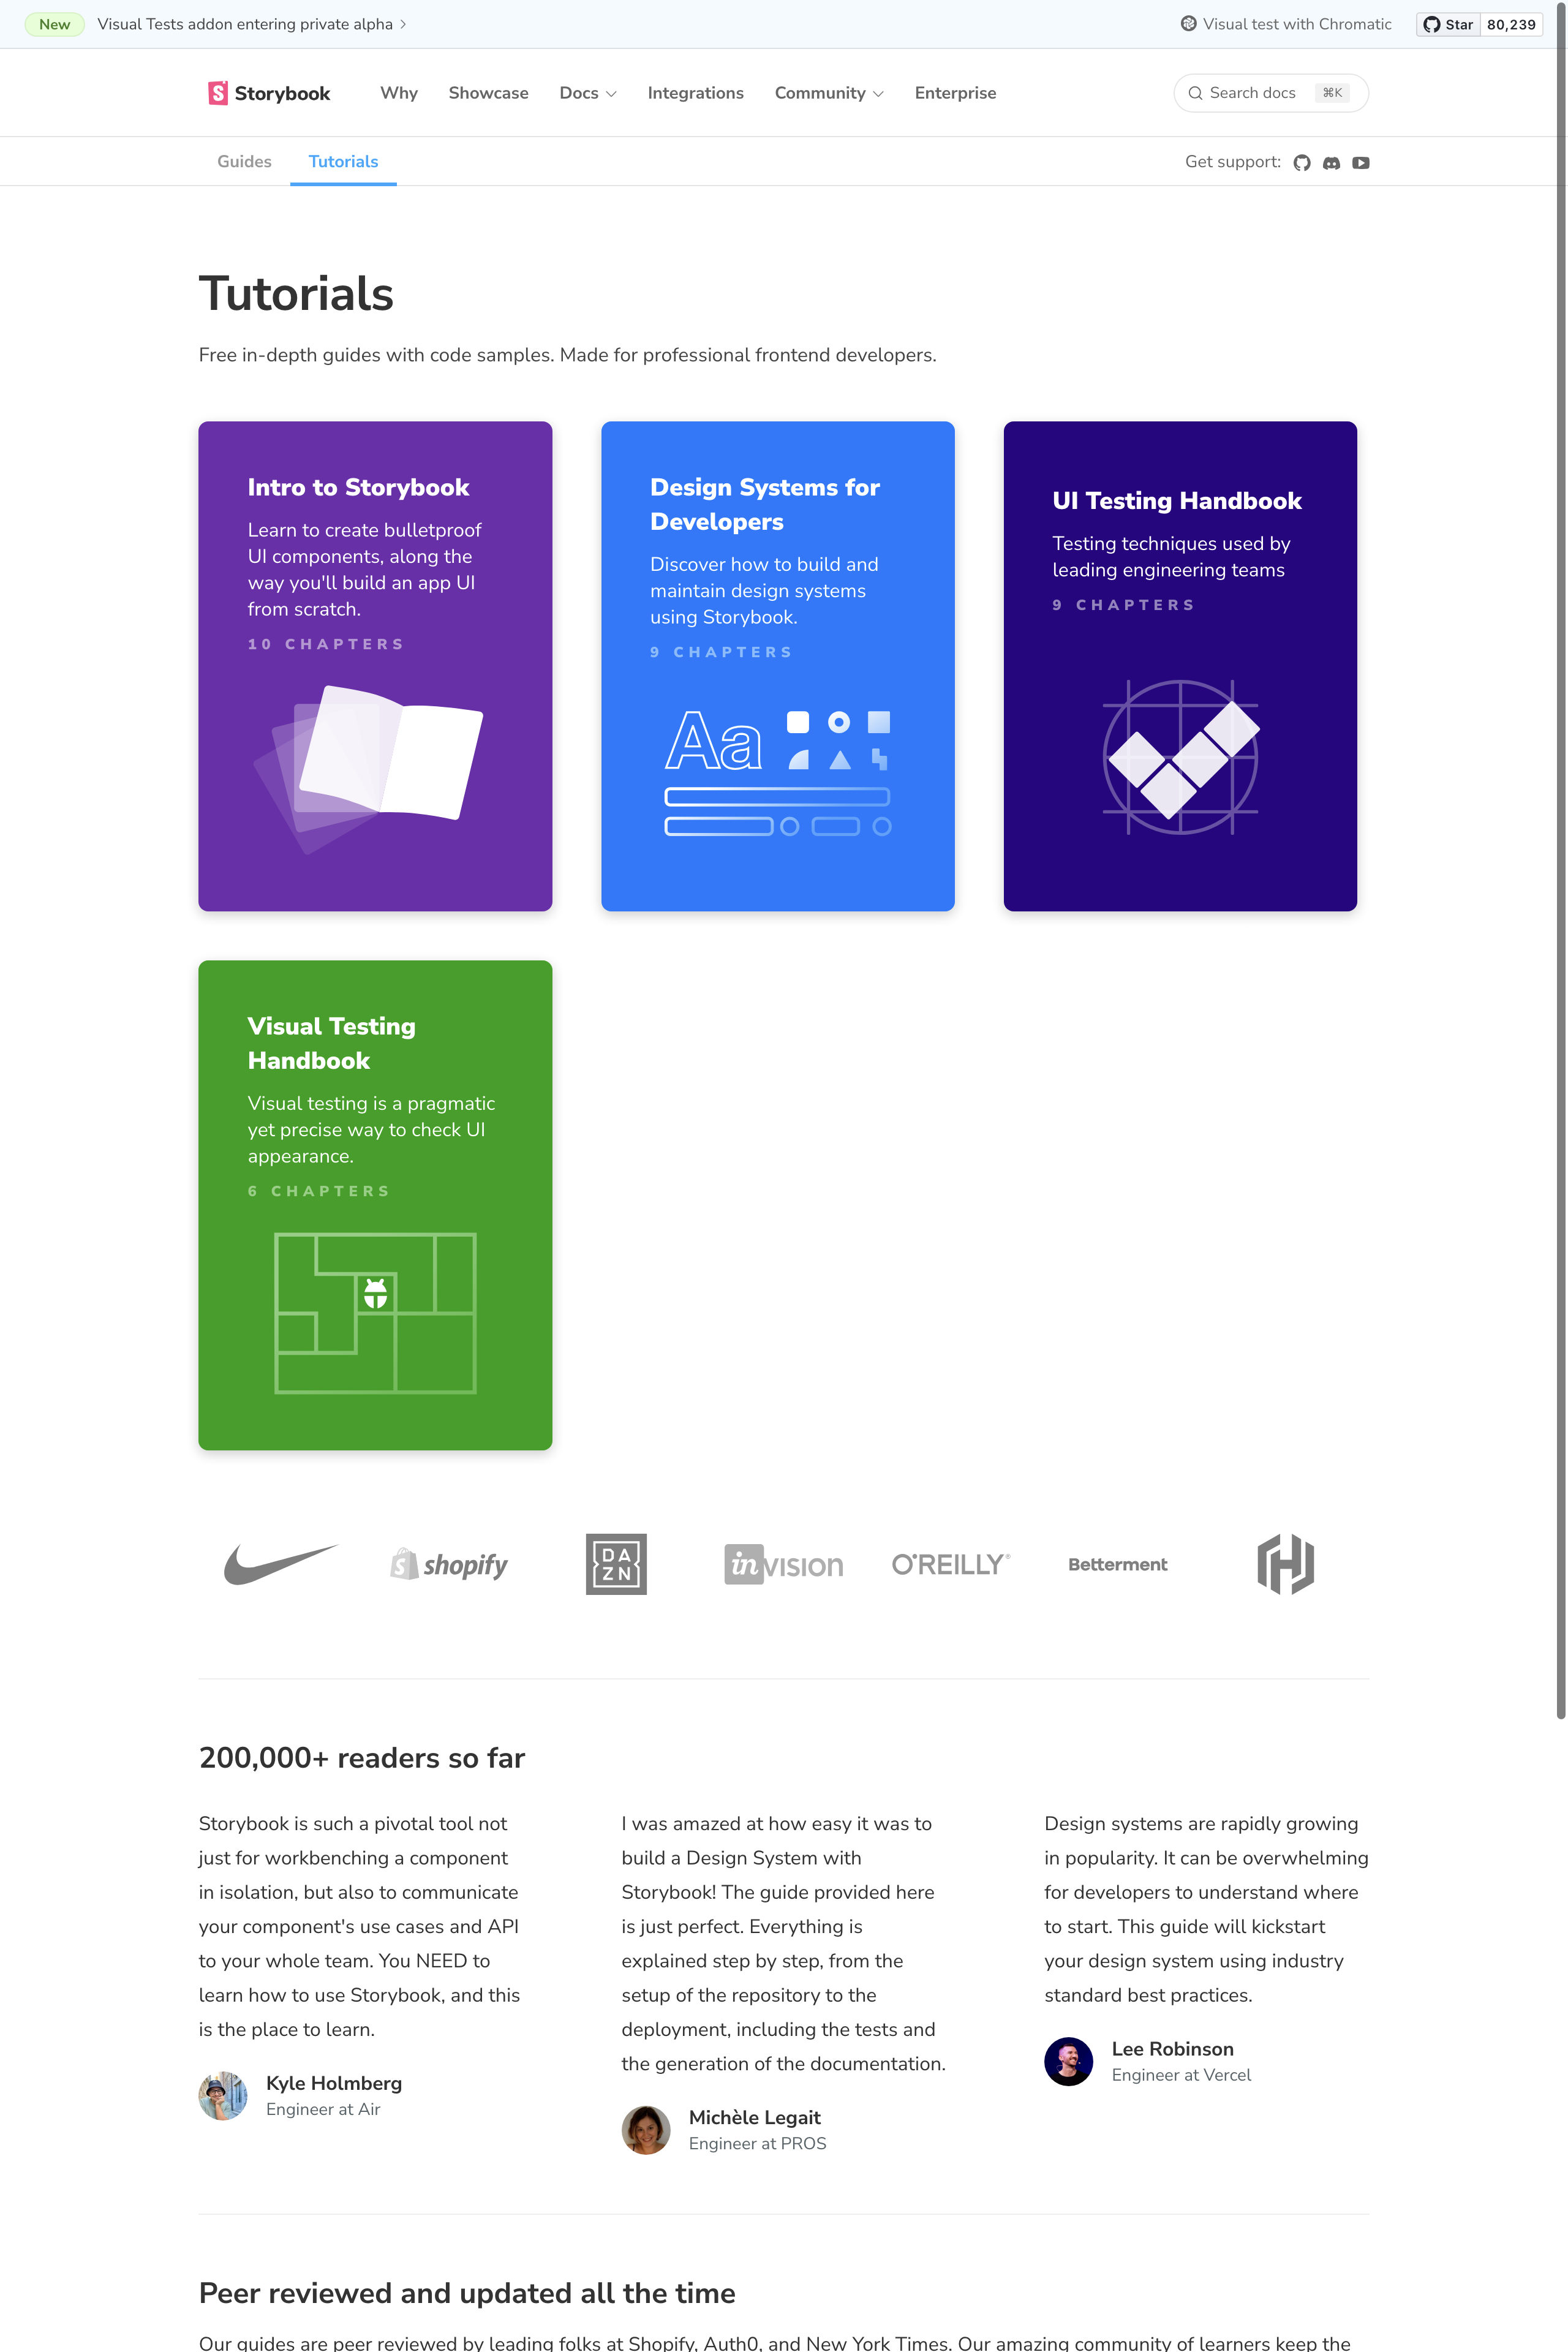 New Visual Tests addon entering private alpha
Visual test with Chromatic Star 80,239
Storybook Why Showcase Docs Integrations Community Enterprise Search docs ⌘K
Guides Tutorials Get support:
Tutorials
Free in-depth guides with code samples. Made for professional frontend developers.
Intro to Storybook
Learn to create bulletproof
UI components, along the
way you'll build an app UI
from scratch.
10 CHAPTERS
Design Systems for
Developers
Discover how to build and
maintain design systems
using Storybook.
9 CHAPTERS
Aa
UI Testing Handbook
Testing techniques used by
leading engineering teams
9 CHAPTERS
Visual Testing
Handbook
Visual testing is a pragmatic
yet precise way to check UI
appearance.
6 CHAPTERS
shopify
DA
ZN
inVISION
O'REILLY®
Betterment
200,000+ readers so far
Storybook is such a pivotal tool not
just for workbenching a component
in isolation, but also to communicate
your component's use cases and API
to your whole team. You NEED to
learn how to use Storybook, and this
is the place to learn.
Kyle Holmberg
Engineer at Air
I was amazed at how easy it was to
build a Design System with
Storybook! The guide provided here
is just perfect. Everything is
explained step by step, from the
setup of the repository to the
deployment, including the tests and
the generation of the documentation.
Michèle Legait
Engineer at PROS
Design systems are rapidly growing
in popularity. It can be overwhelming
for developers to understand where
to start. This guide will kickstart
your design system using industry
standard best practices.
Lee Robinson
Engineer at Vercel
Peer reviewed and updated all the time
Our guides are peer reviewed by leading folks at Shopify, Auth0, and New York Times. Our amazing community of learners keep the